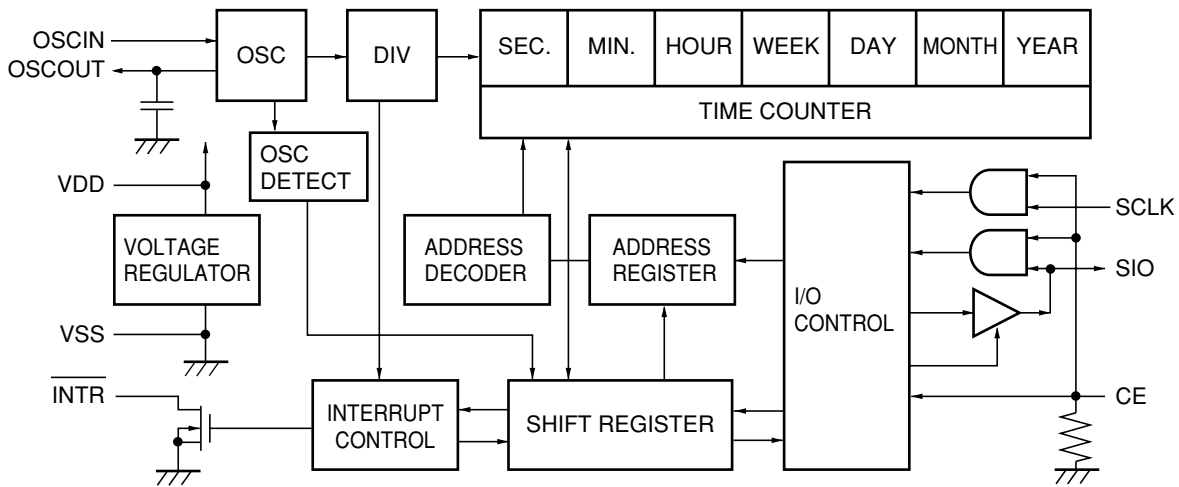 OSCIN
OSCOUT
OSC
DIV
SEC.
MIN.
HOUR
WEEK
DAY
MONTH
YEAR
TIME COUNTER
OSC
DETECT
VDD
VOLTAGE
REGULATOR
VSS
INTR
ADDRESS
DECODER
ADDRESS
REGISTER
I/O
CONTROL
SCLK
SIO
CE
INTERRUPT
CONTROL
SHIFT REGISTER